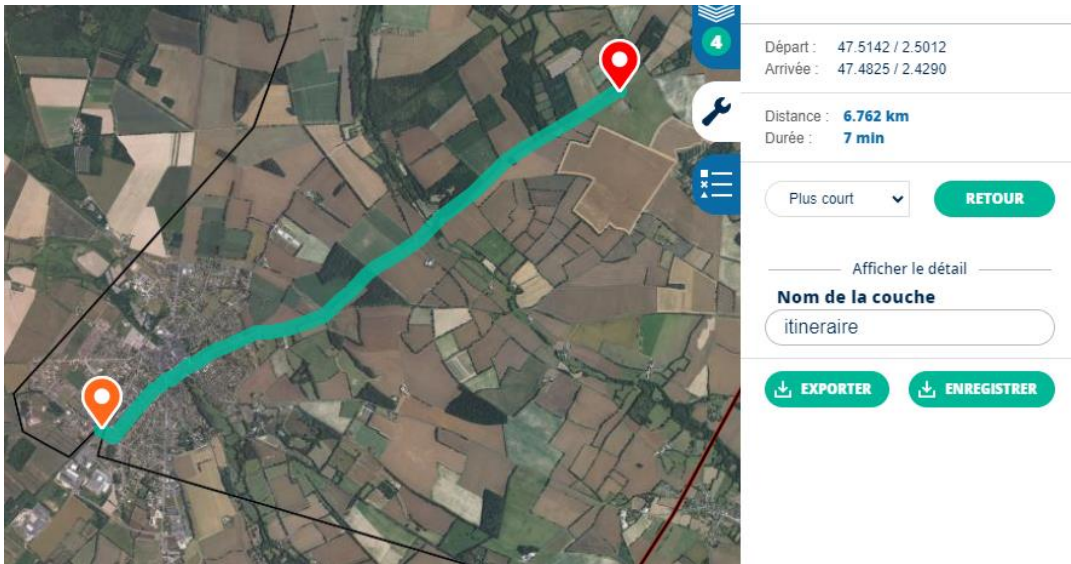 4
Départ : 47.5142 / 2.5012
Arrivée : 47.4825 / 2.4290
Distance : 6.762 km
Durée : 7 min
Plus court RETOUR
Afficher le détail
Nom de la couche
itineraire
EXPORTER ENREGISTRER